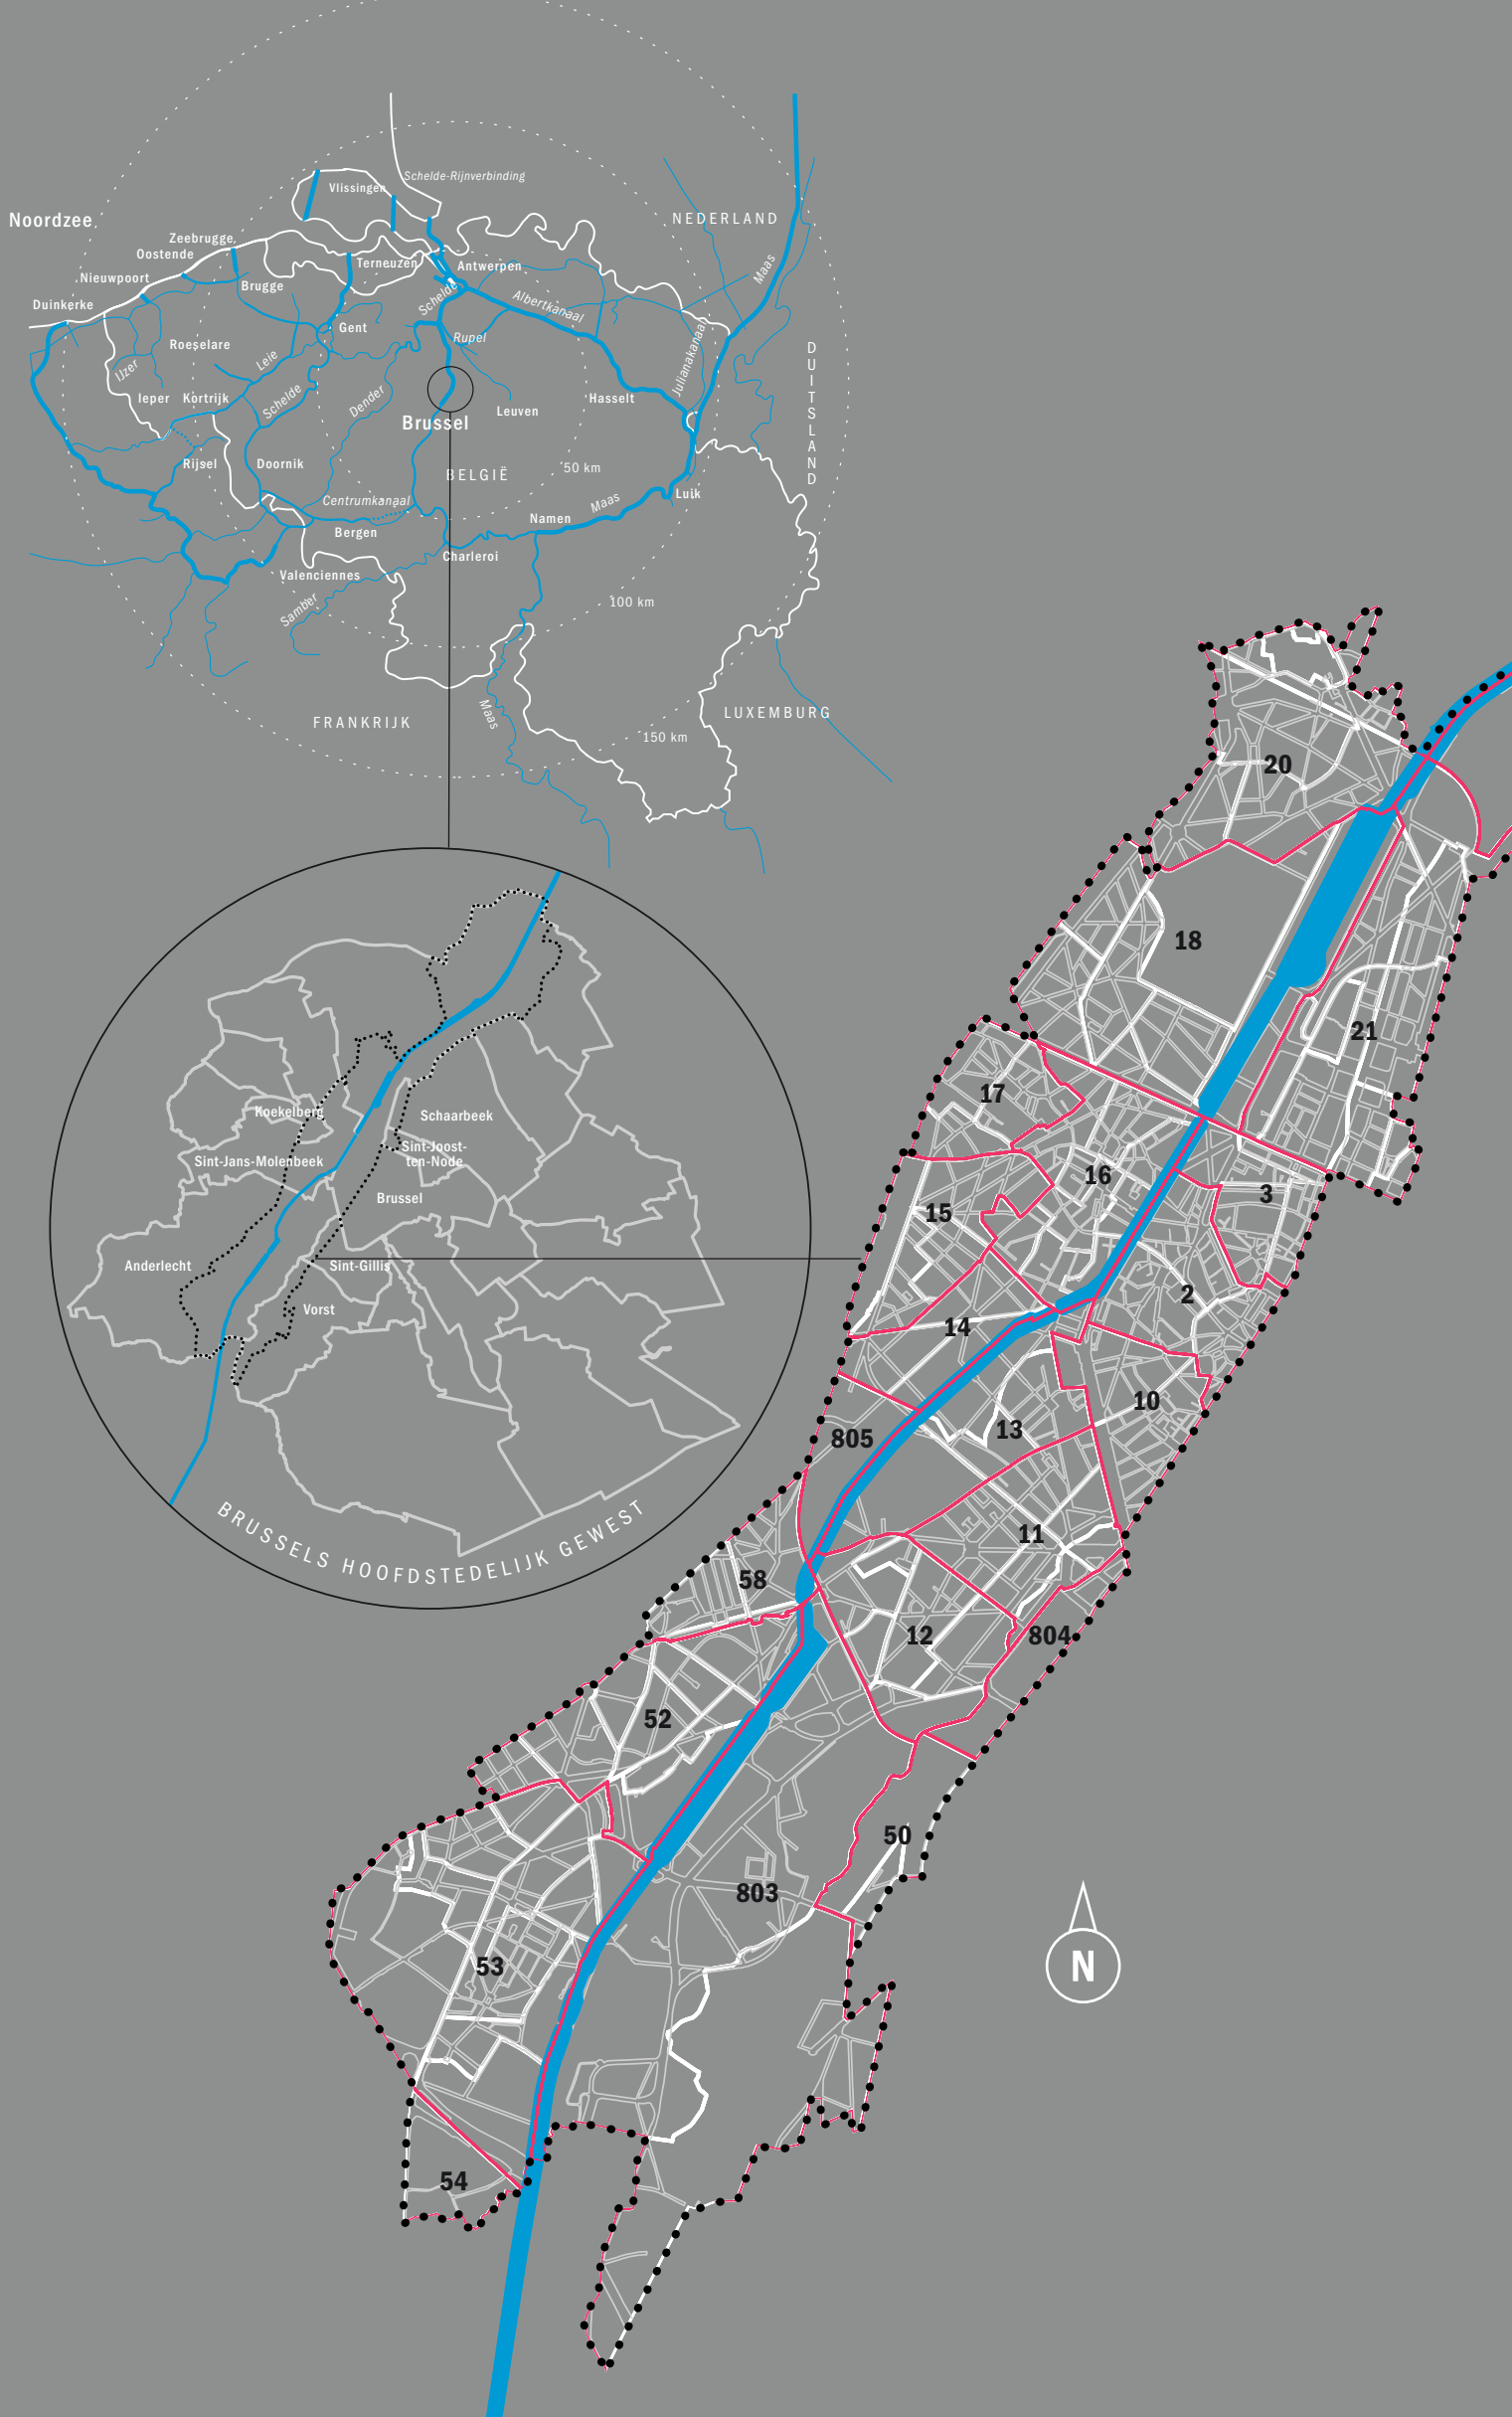 Schelde-Rijnverbinding
Vlissingen
NEDERLAND
Noordzee
Zeebrugge
Oostende
Terneuzen
Antwerpen
Maas
Nieuwpoort
Brugge
Duinkerke
Schelde
Albertkanaal
Gent
Rupel
Roeselare
Leie
Julianakanaal
DUITSLAND
IJzer
Ieper
Kortrijk
Schelde
Dender
Hasselt
Leuven
Brussel
Rijsel
Doornik
BELGIË
50 km
Centrumkanaal
Maas
Luik
Namen
Bergen
Charleroi
Valenciennes
Samber
100 km
Maas
FRANKRIJK
LUXEMBURG
150 km
Koekelberg
Schaarbeek
Sint-Jans-Molenbeek
Sint-Joost-
ten-Node
Brussel
Anderlecht
Sint-Gillis
Vorst
BRUSSELS HOOFDSTEDELIJK GEWEST
20
18
21
17
16
3
15
2
14
10
13
805
11
58
12
804
52
50
803
53
54
N